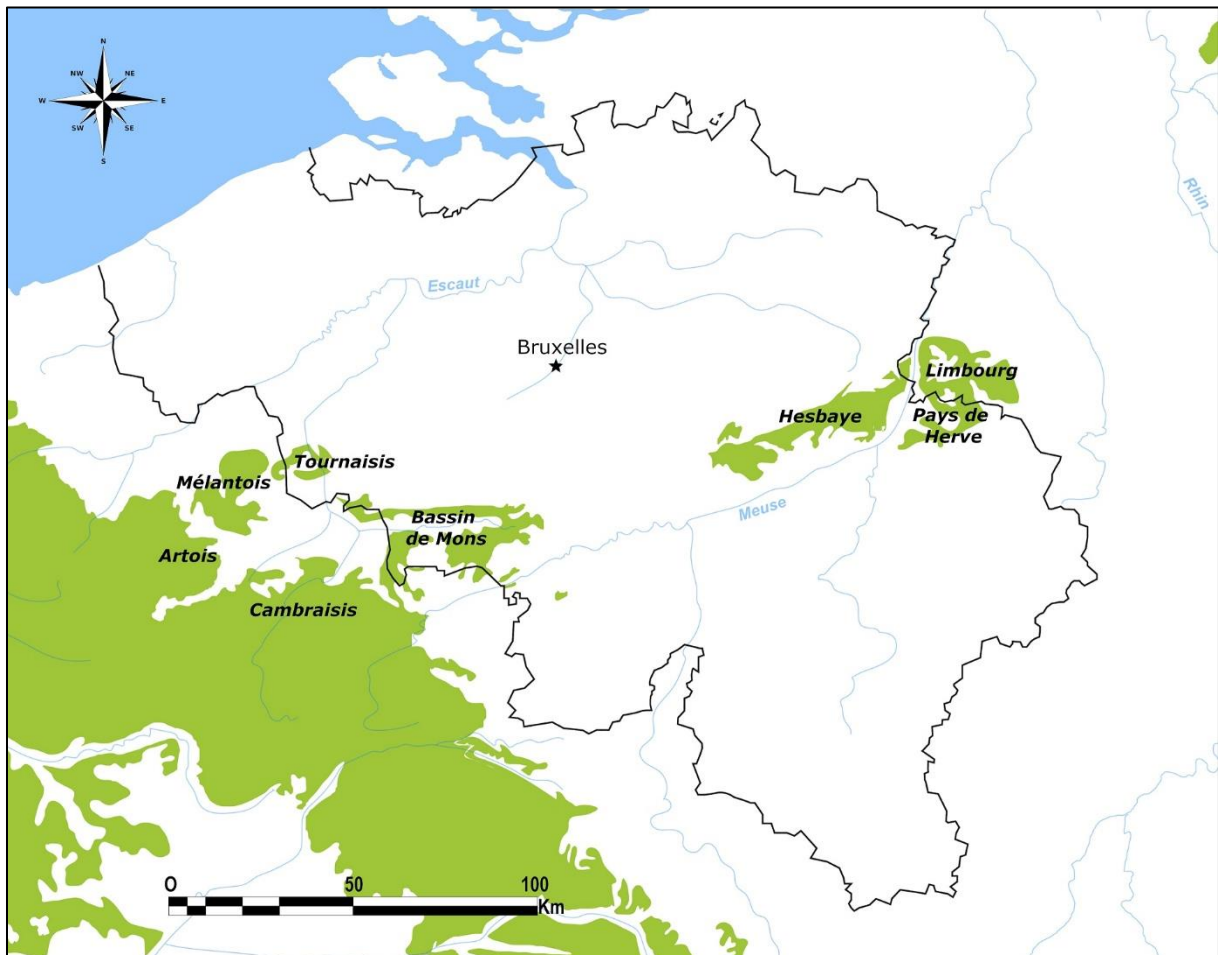 N
NW
NE
W
E
SW
SE
S
Rhin
Escaut
Bruxelles
Limbourg
Hesbaye
Pays de
Herve
Tournaisis
Mélantois
Meuse
Bassin
de Mons
Artois
Cambraisis
0 50 100
Km